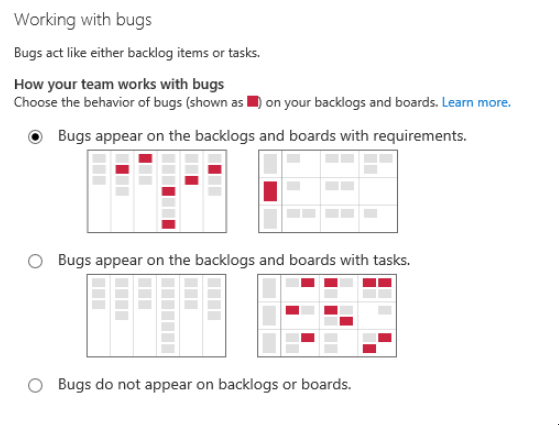 Working with bugs
Bugs act like either backlog items or tasks.
How your team works with bugs
Choose the behavior of bugs (shown as ) on your backlogs and boards. Learn more.
Bugs appear on the backlogs and boards with requirements.
Bugs appear on the backlogs and boards with tasks.
Bugs do not appear on backlogs or boards.